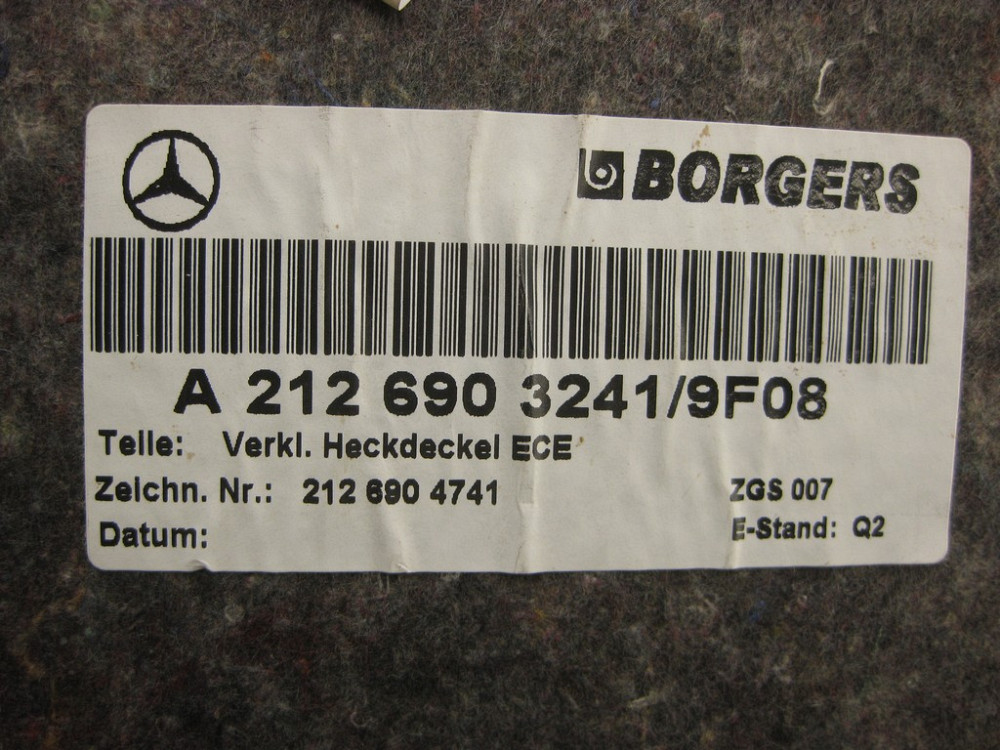 BORGERS
A 212 690 3241/9F08
Teile: Verkl. Heckdeckel ECE
Zeichn. Nr.: 212 690 4741 ZGS 007
Datum: E-Stand: Q2